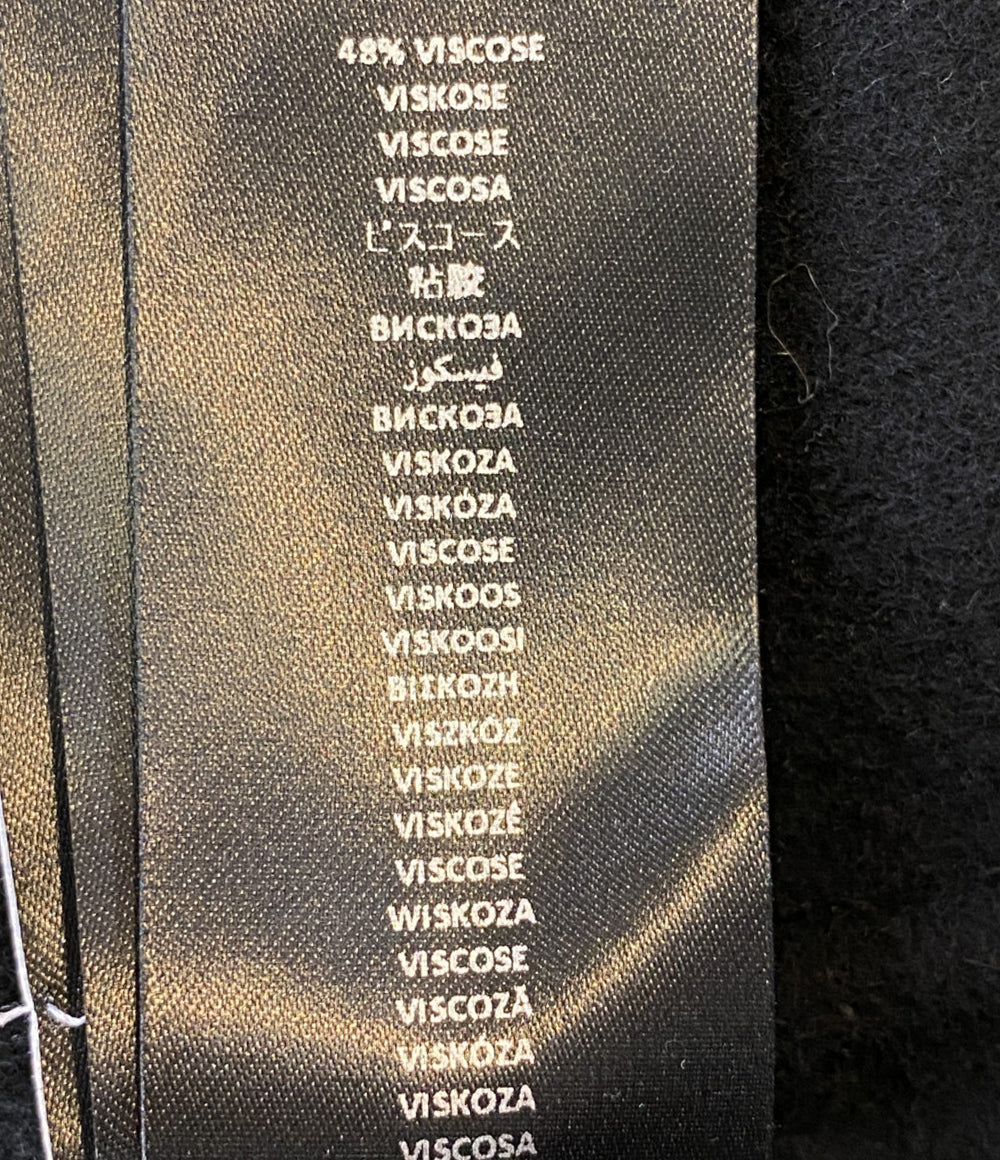 48% VISCOSE
VISKOSE
VISCOSE
VISCOSA
ビスコース
粘胶
ВИСКОЗА
فيسكوز
ВИСКОЗА
VISKOZA
VISKÓZA
VISCOSE
VISKOOS
VISKOOSI
ΒΙΣΚΟΖΗ
VISZKÓZ
VISKOZE
VISKOZĖ
VISCOSE
WISKOZA
VISCOSE
VISCOZĂ
VISKÓZA
VISKOZA
VISCOSA